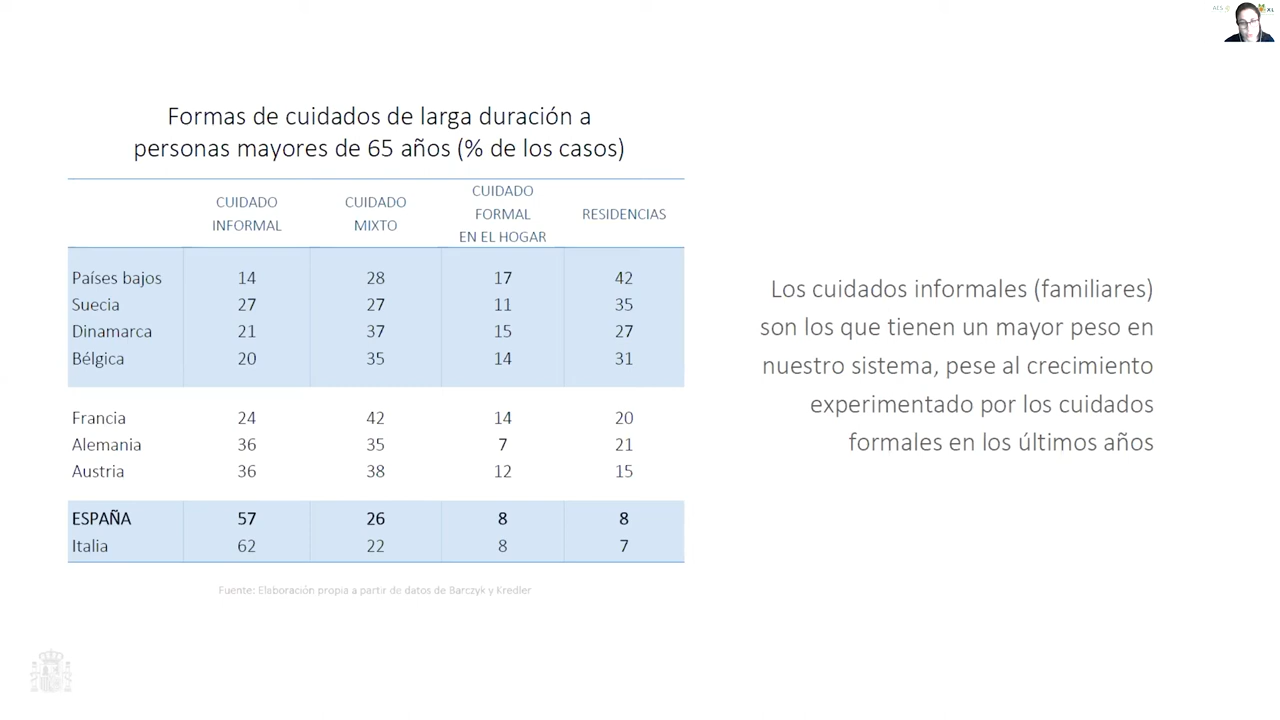 AES XL
Formas de cuidados de larga duración a
personas mayores de 65 años (% de los casos)
CUIDADO INFORMAL CUIDADO MIXTO CUIDADO FORMAL EN EL HOGAR RESIDENCIAS
Países bajos 14 28 17 42
Suecia 27 27 11 35
Dinamarca 21 37 15 27
Bélgica 20 35 14 31
Francia 24 42 14 20
Alemania 36 35 7 21
Austria 36 38 12 15
ESPAÑA 57 26 8 8
Italia 62 22 8 7
Fuente: Elaboración propia a partir de datos de Barczyk y Kredler
Los cuidados informales (familiares)
son los que tienen un mayor peso en
nuestro sistema, pese al crecimiento
experimentado por los cuidados
formales en los últimos años